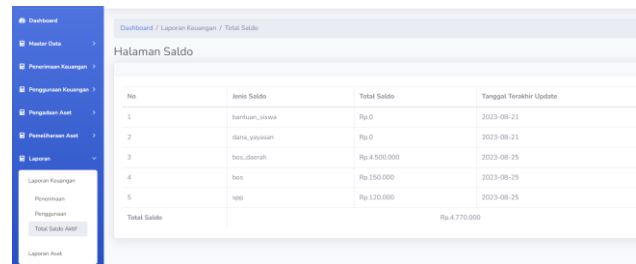 Dashboard
Master Data
Penerimaan Keuangan
Penggunaan Keuangan
Pengadaan Aset
Pemeliharaan Aset
Laporan
Laporan Keuangan
Penerimaan
Penggunaan
Total Saldo Aktif
Laporan Aset
Dashboard / Laporan Keuangan / Total Saldo
Halaman Saldo
No Jenis Saldo Total Saldo Tanggal Terakhir Update
1 bantuan_siswa Rp.0 2023-08-21
2 dana_yayasan Rp.0 2023-08-21
3 bos_daerah Rp.4.500.000 2023-08-25
4 bos Rp.150.000 2023-08-25
5 spp Rp.120.000 2023-08-25
Total Saldo Rp.4.770.000